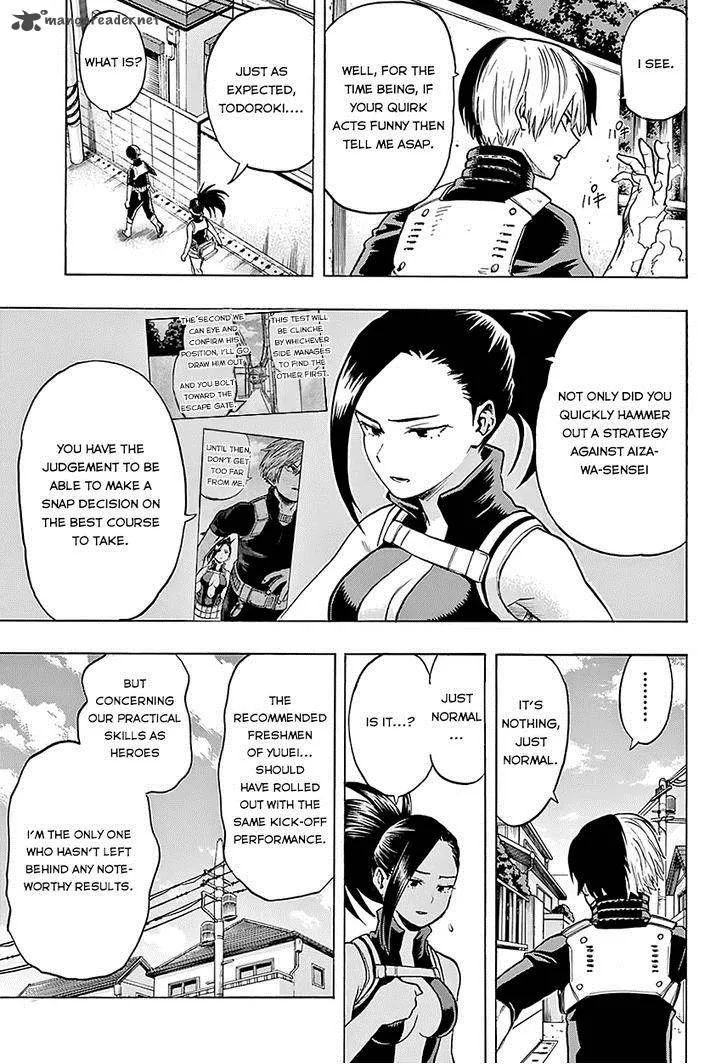 mangareader.net
I SEE.
WELL, FOR THE
TIME BEING, IF
YOUR QUIRK
ACTS FUNNY THEN
TELL ME ASAP.
パキ
パキ
JUST AS
EXPECTED,
TODOROKI....
WHAT IS?
NOT ONLY DID YOU
QUICKLY HAMMER
OUT A STRATEGY
AGAINST AIZA-
WA-SENSEI
THIS TEST WILL
BE CLINCHE
BY WHICHEVER
SIDE MANAGES
TO FIND THE
OTHER FIRST.
THE SECOND WE
CAN EYE AND
CONFIRM HIS
POSITION, I'LL GO
DRAW HIM OUT
AND YOU BOLT
TOWARD THE
ESCAPE GATE.
UNTIL THEN,
DON'T GET
TOO FAR
FROM ME.
YOU HAVE THE
JUDGEMENT TO BE
ABLE TO MAKE A
SNAP DECISION ON
THE BEST COURSE
TO TAKE.
........
IT'S
NOTHING,
JUST
NORMAL.
JUST
NORMAL
...
IS IT...?
THE
RECOMMENDED
FRESHMEN
OF YUUEI...
SHOULD
HAVE ROLLED
OUT WITH THE
SAME KICK-OFF
PERFORMANCE.
BUT
CONCERNING
OUR PRACTICAL
SKILLS AS
HEROES
I'M THE ONLY ONE
WHO HASN'T LEFT
BEHIND ANY NOTE-
WORTHY RESULTS.